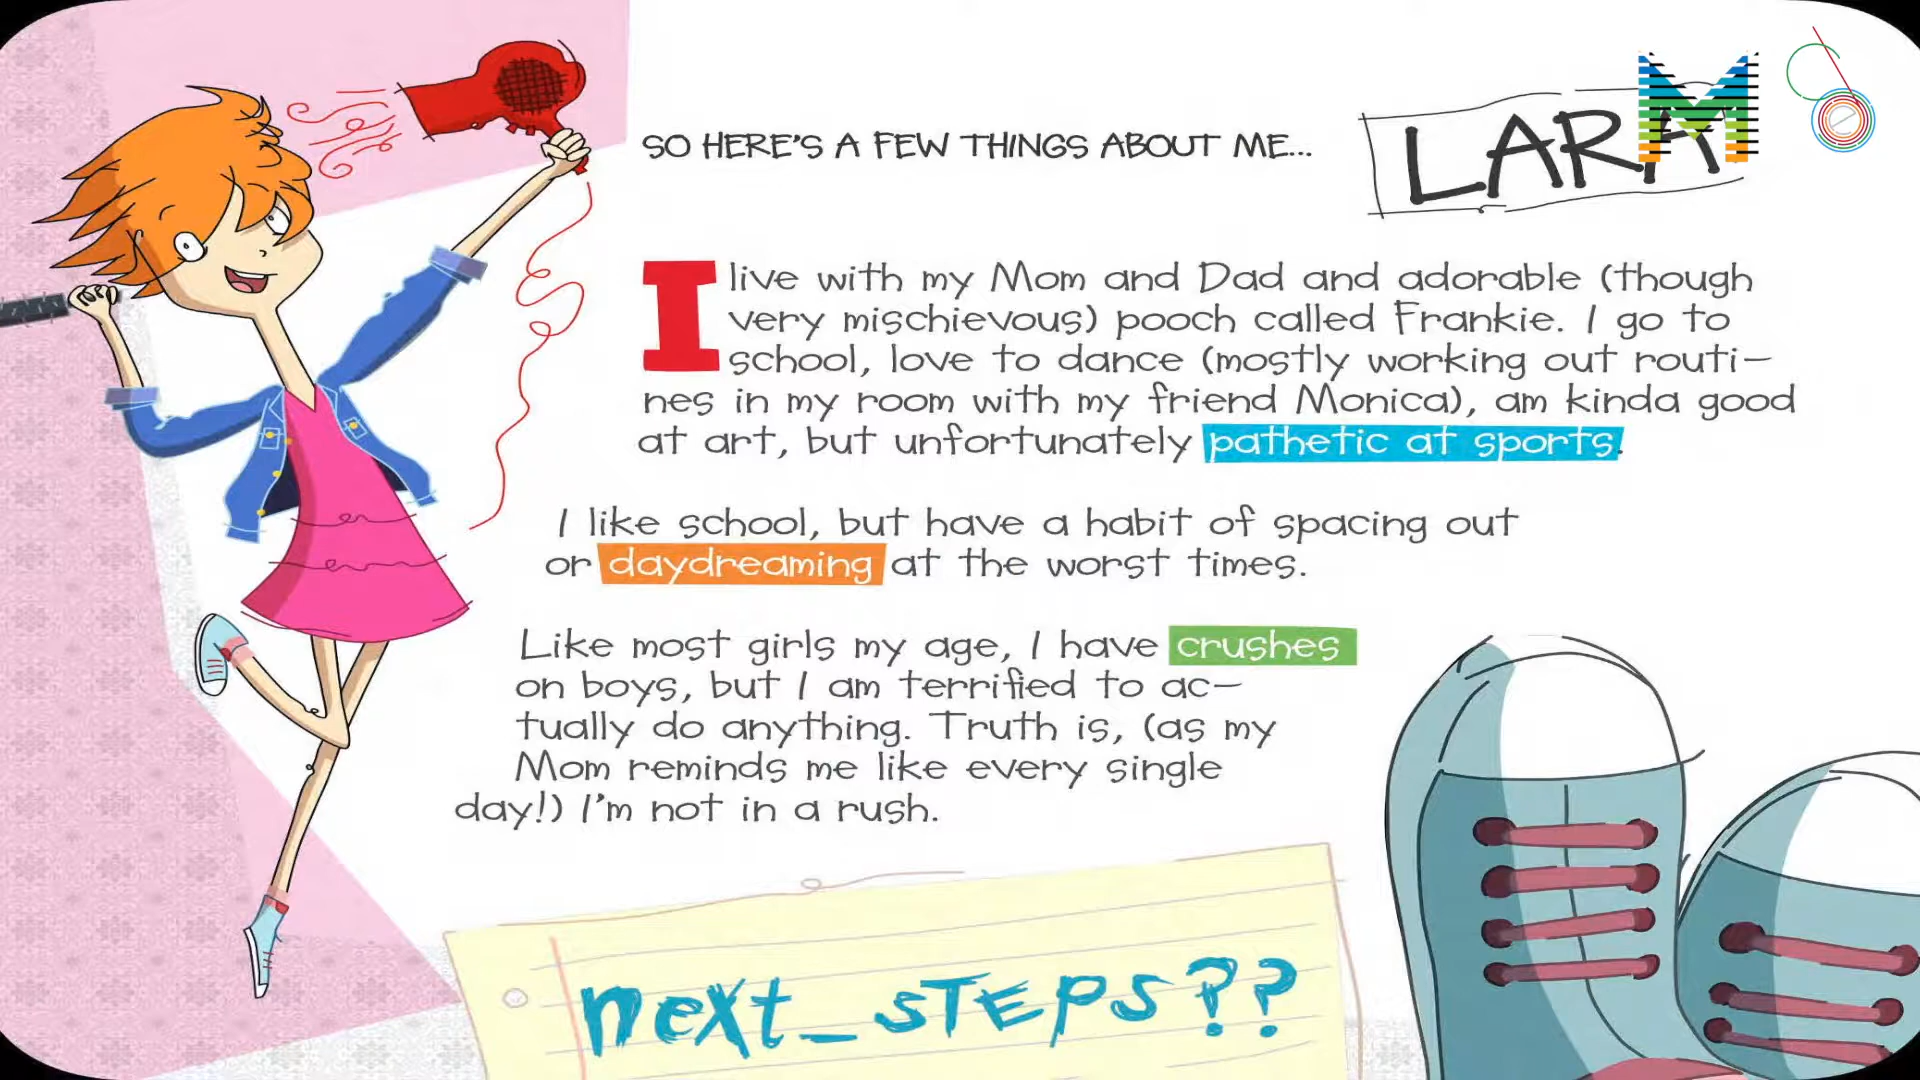 SO HERE'S A FEW THINGS ABOUT ME...
LARA
I live with my Mom and Dad and adorable (though
very mischievous) pooch called Frankie. I go to
school, love to dance (mostly working out routi-
nes in my room with my friend Monica), am kinda good
at art, but unfortunately pathetic at sports.
I like school, but have a habit of spacing out
or daydreaming at the worst times.
Like most girls my age, I have crushes
on boys, but I am terrified to ac-
tually do anything. Truth is, (as my
Mom reminds me like every single
day!) I'm not in a rush.
next_STEPS??